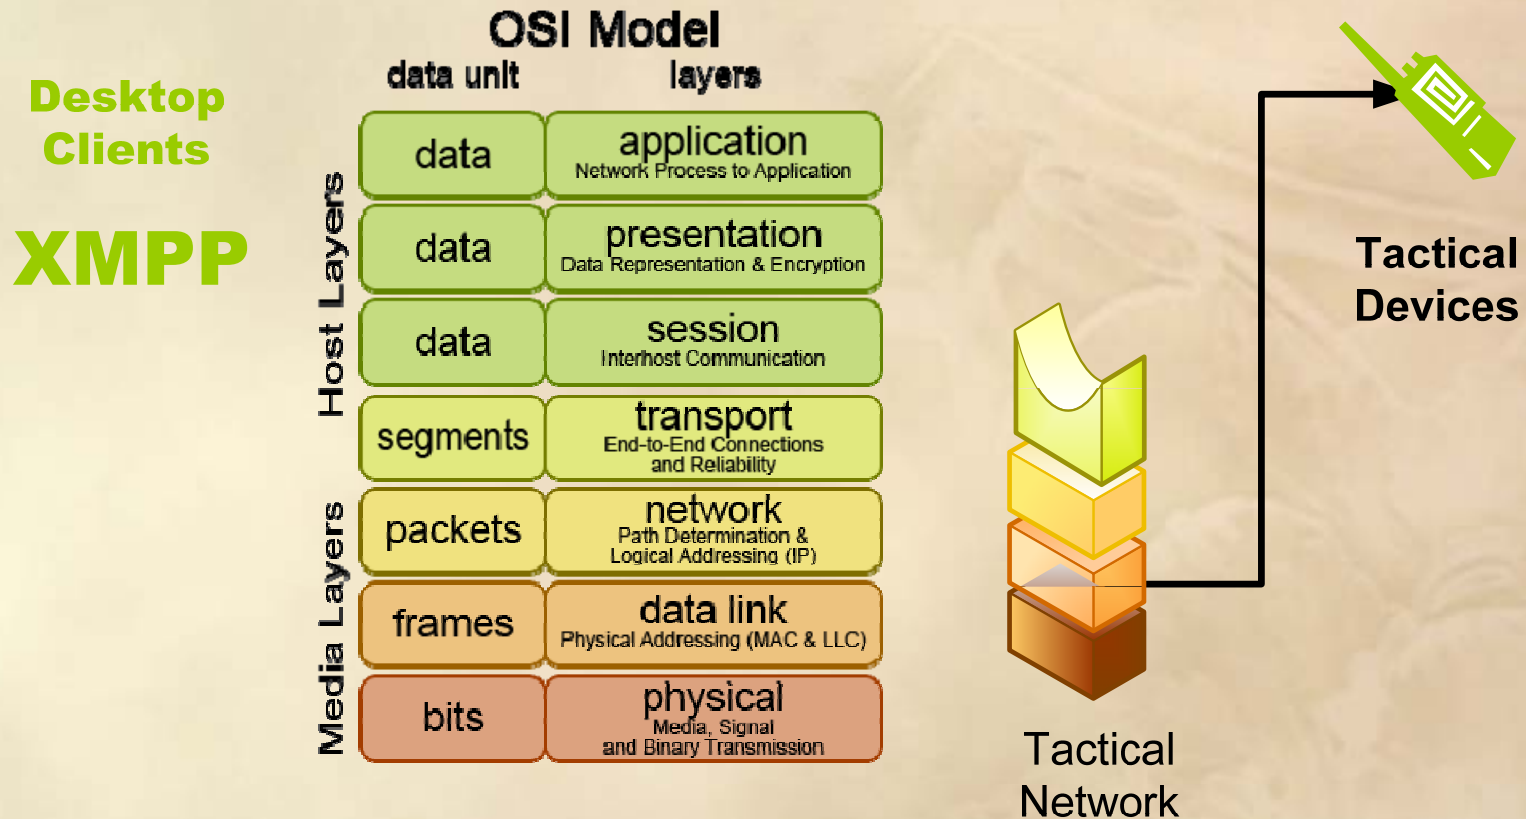 OSI Model
data unit layers
Desktop
Clients
XMPP
Host Layers
data application
Network Process to Application
data presentation
Data Representation & Encryption
data session
Interhost Communication
segments transport
End-to-End Connections
and Reliability
Media Layers
packets network
Path Determination &
Logical Addressing (IP)
frames data link
Physical Addressing (MAC & LLC)
bits physical
Media, Signal
and Binary Transmission
Tactical
Network
Tactical
Devices